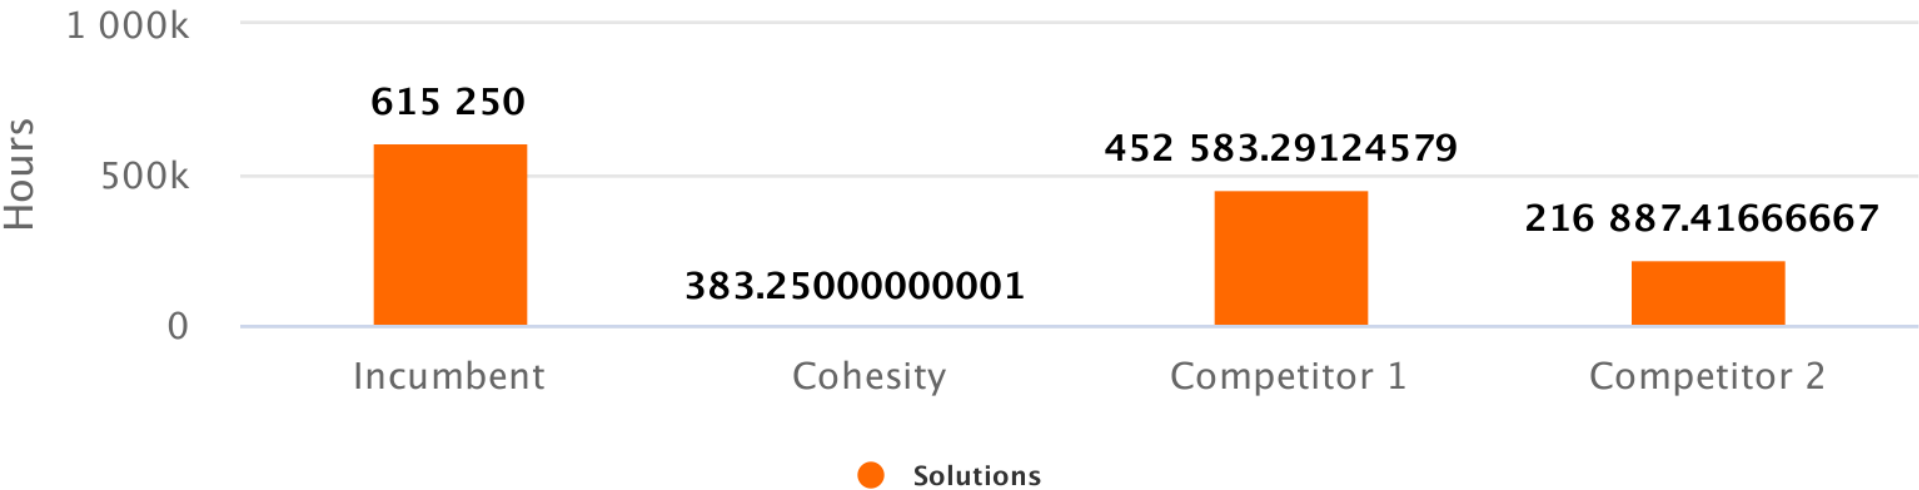 1 000k
615 250
452 583.29124579
500k
216 887.41666667
383.25000000001
0
Hours
Incumbent Cohesity Competitor 1 Competitor 2
Solutions